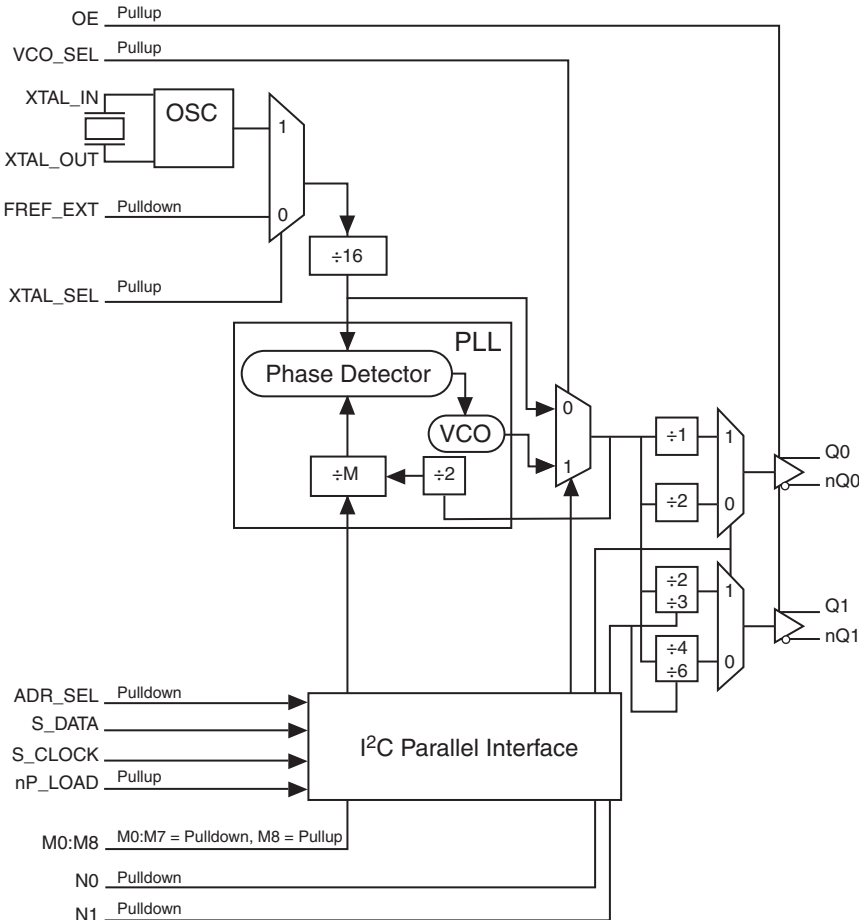 OE Pullup
VCO_SEL Pullup
XTAL_IN
OSC
1
XTAL_OUT
FREF_EXT Pulldown
0
÷16
XTAL_SEL Pullup
PLL
Phase Detector
0
VCO
÷1
1
Q0
1
÷M
÷2
nQ0
÷2
0
÷2
÷3
1
Q1
nQ1
÷4
÷6
0
ADR_SEL Pulldown
S_DATA
I²C Parallel Interface
S_CLOCK
nP_LOAD Pullup
M0:M8 M0:M7 = Pulldown, M8 = Pullup
N0 Pulldown
N1 Pulldown